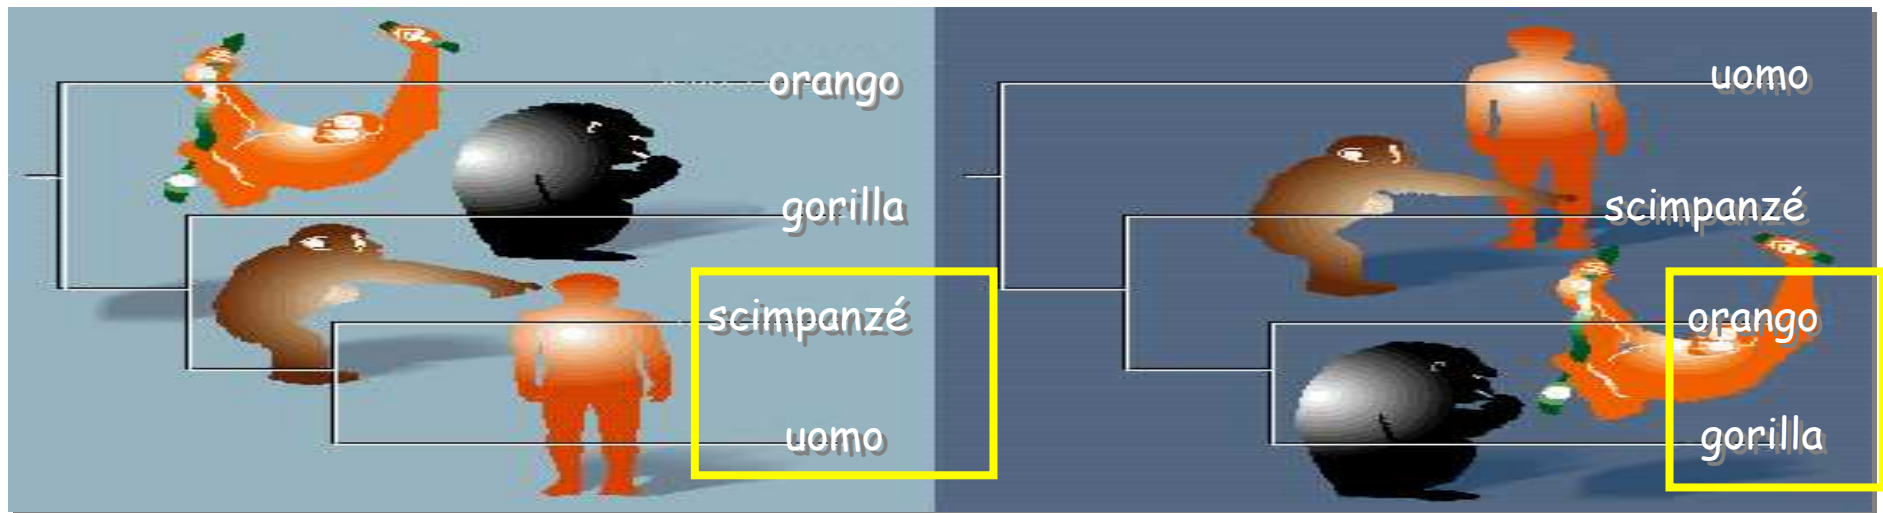 orango
gorilla
scimpanzé
uomo
uomo
scimpanzé
orango
gorilla